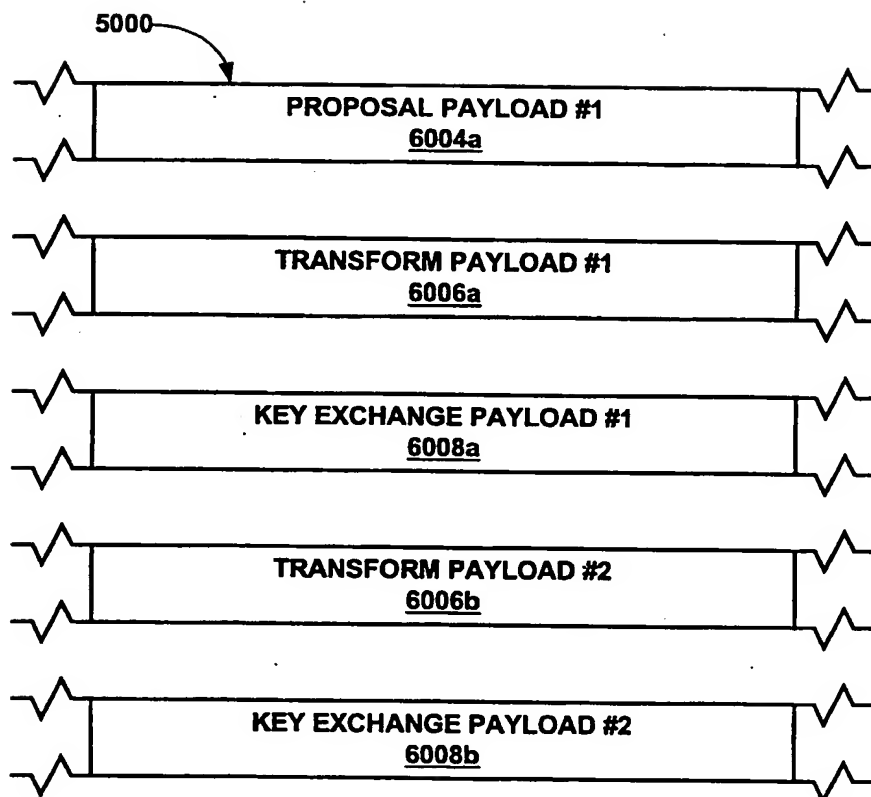 5000
PROPOSAL PAYLOAD #1
6004a
TRANSFORM PAYLOAD #1
6006a
KEY EXCHANGE PAYLOAD #1
6008a
TRANSFORM PAYLOAD #2
6006b
KEY EXCHANGE PAYLOAD #2
6008b